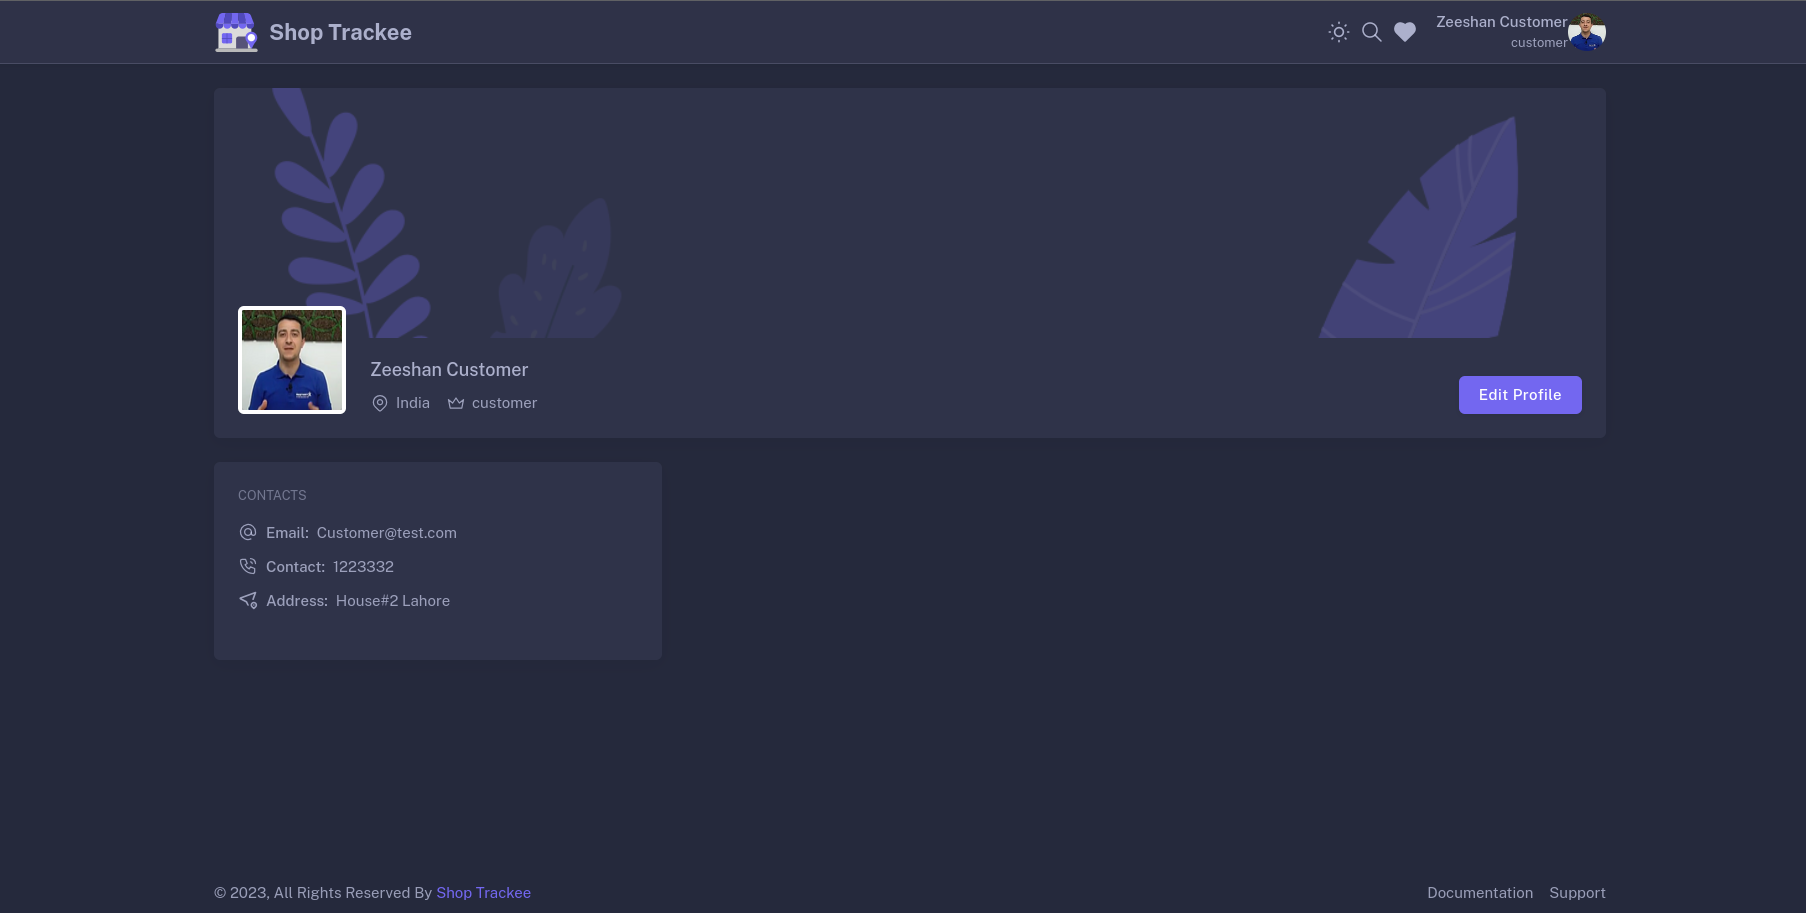 Shop Trackee
Zeeshan Customer
customer
Zeeshan Customer
India customer
Edit Profile
CONTACTS
Email: Customer@test.com
Contact: 1223332
Address: House#2 Lahore
© 2023, All Rights Reserved By Shop Trackee
Documentation Support